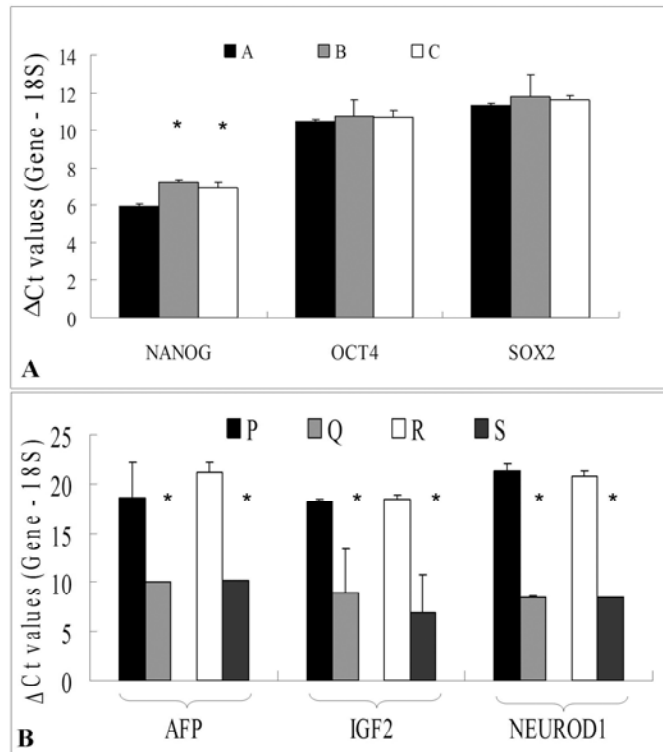 A B C
ΔCt values (Gene - 18S)
14
12
10
8
6
4
2
0
* *
NANOG OCT4 SOX2
A
P Q R S
ΔCt values (Gene - 18S)
25
20
15
10
5
0
* * * * * *
AFP IGF2 NEUROD1
B